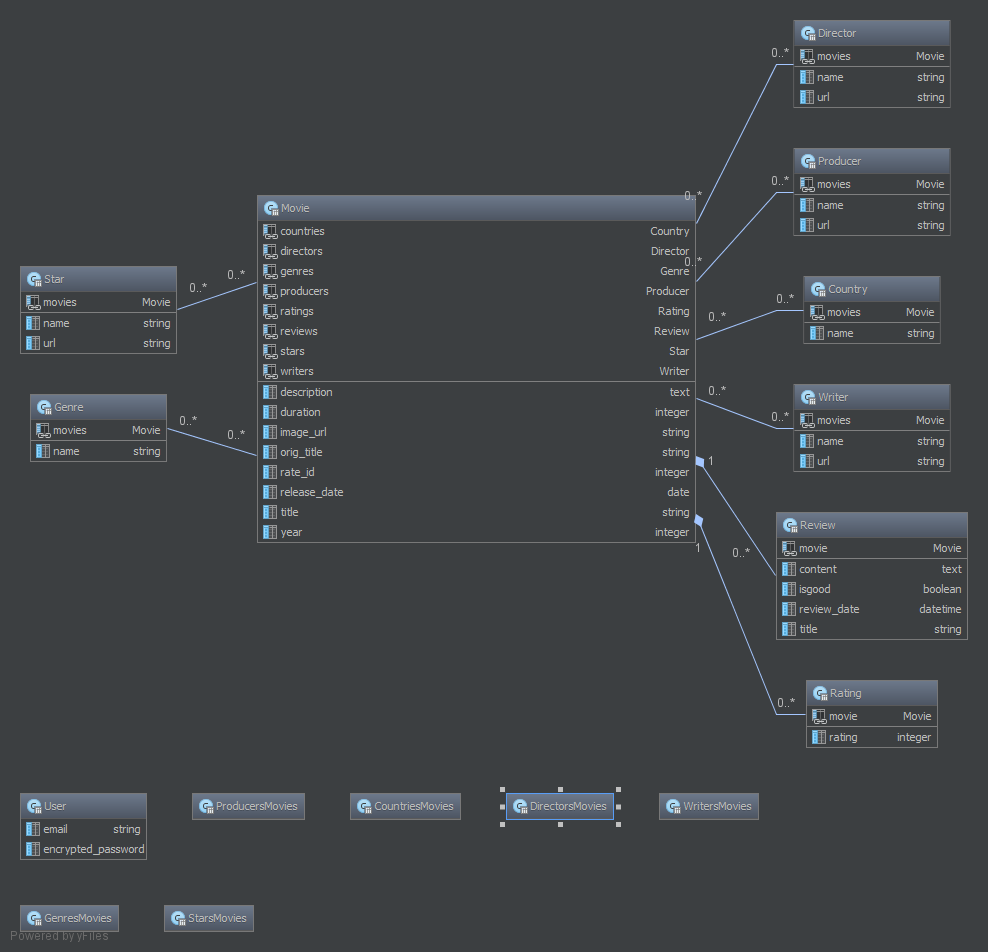 Director
movies Movie
name string
url string
0..*
Producer
movies Movie
name string
url string
0..*
0..*
Movie
countries Country
directors Director
genres Genre
producers Producer
ratings Rating
reviews Review
stars Star
writers Writer
description text
duration integer
image_url string
orig_title string
rate_id integer
release_date date
title string
year integer
0..*
Star
movies Movie
name string
url string
0..*
0..*
Genre
movies Movie
name string
0..*
0..*
Country
movies Movie
name string
0..*
0..*
Writer
movies Movie
name string
url string
0..*
0..*
Review
movie Movie
content text
isgood boolean
review_date datetime
title string
1
0..*
Rating
movie Movie
rating integer
1
0..*
User
email string
encrypted_password
ProducersMovies
CountriesMovies
DirectorsMovies
WritersMovies
GenresMovies
StarsMovies
Powered by yFiles